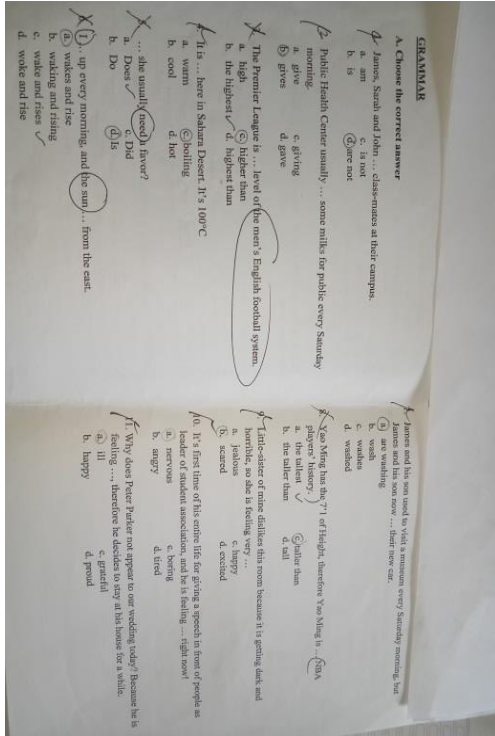 GRAMMAR
A. Choose the correct answer
1. James, Sarah and John … class-mates at their campus.
a. am c. is not
b. is d. are not
2. Public Health Center usually … some milks for public every Saturday
morning.
a. give c. giving
b. gives d. gave
3. The Premier League is … level of the men's English football system.
a. high c. higher than
b. the highest d. highest than
4. It is … here in Sahara Desert. It's 100°C
a. warm c. boiling
b. cool d. hot
… she usually need a favor?
a. Does c. Did
b. Do d. Is
I … up every morning, and the sun … from the east.
a. wakes and rise
b. waking and rising
c. wake and rises
d. woke and rise
James and his son used to visit a museum every Saturday morning, but
James and his son now … their new car.
a. are washing
b. wash
c. washes
d. washed
8. Yao Ming has the 7"1 of Height, therefore Yao Ming is … NBA
players' history.
a. the tallest c. taller than
b. the taller than d. tall
9. Little-sister of mine dislikes this room because it is getting dark and
horrible, so she is feeling very …
a. jealous c. happy
b. scared d. excited
10. It's first time of his entire life for giving a speech in front of people as
leader of student association, and he is feeling … right now!
a. nervous c. boring
b. angry d. tired
11. Why does Peter Parker not appear to our wedding today? Because he is
feeling …, therefore he decides to stay at his house for a while.
a. ill c. grateful
b. happy d. proud